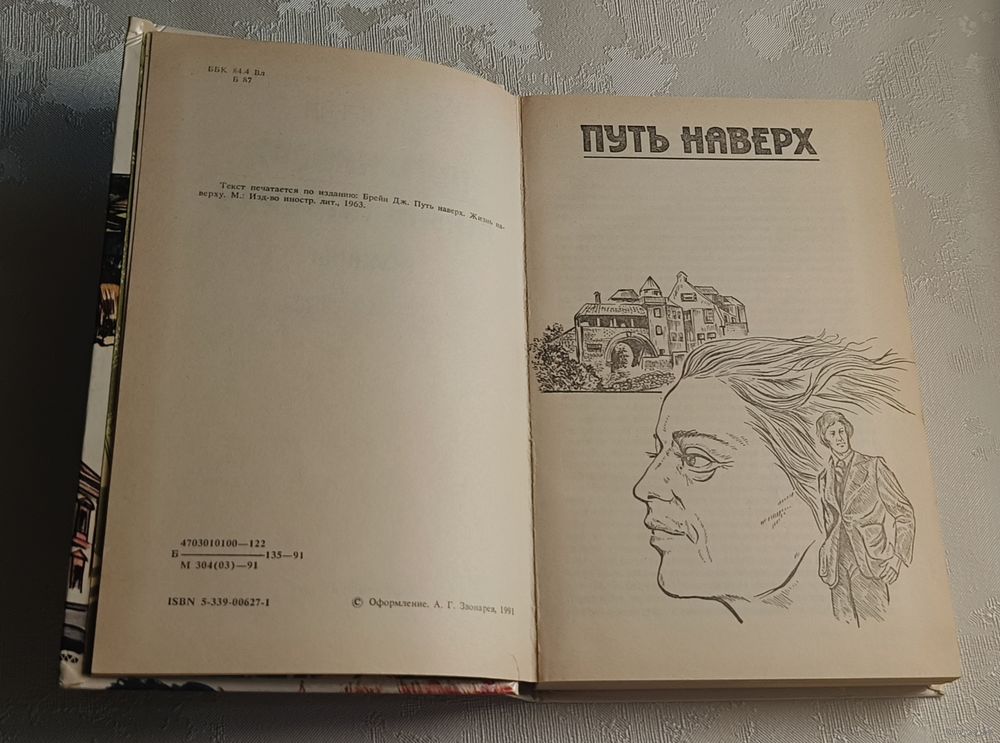 ББК 84.4 Вл
Б 87
Текст печатается по изданию: Брейн Дж. Путь наверх. Жизнь на-
верху. М.: Изд-во иностр. лит., 1963.
4703010100—122
Б 135—91
М 304(03)—91
ISBN 5-339-00627-1
© Оформление. А. Г. Звонарев, 1991
ПУТЬ НАВЕРХ